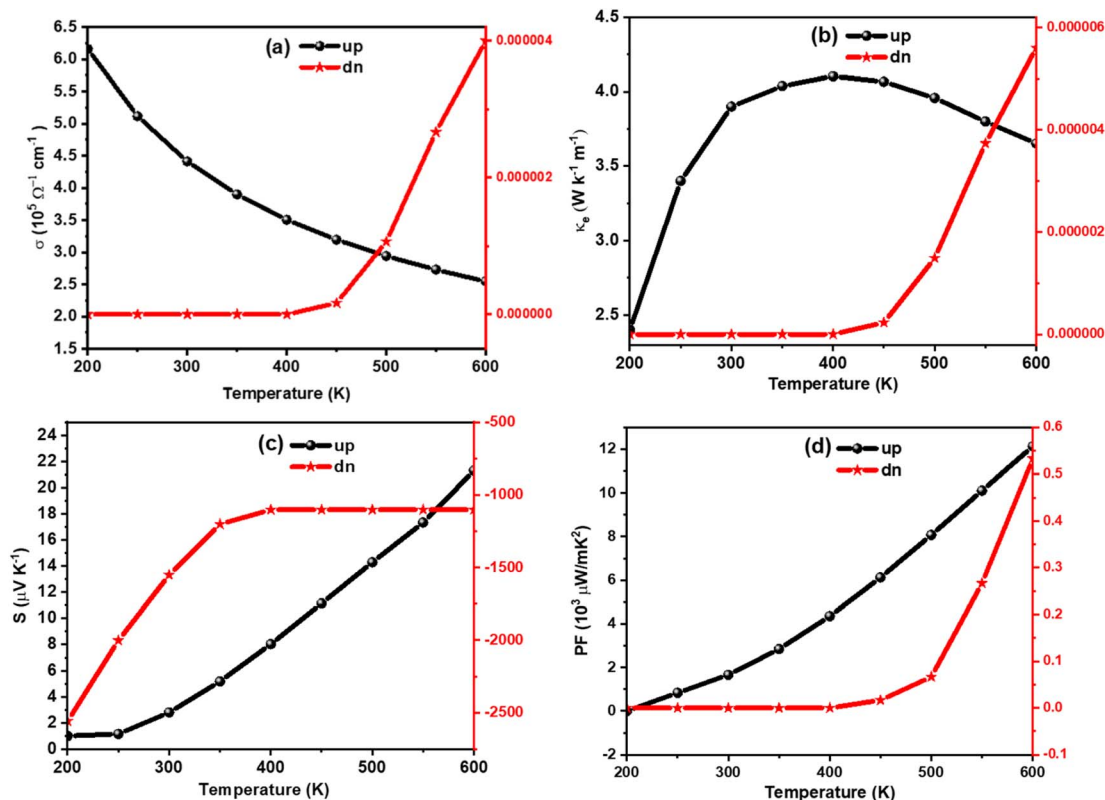 (a)
up
dn
6.5
6.0
5.5
5.0
4.5
4.0
3.5
3.0
2.5
2.0
1.5
σ (10⁵ Ω⁻¹ cm⁻¹)
0.000004
0.000002
0.000000
200 300 400 500 600
Temperature (K)
(b)
up
dn
4.5
4.0
3.5
3.0
2.5
κₑ (W k⁻¹ m⁻¹)
0.000006
0.000004
0.000002
0.000000
200 300 400 500 600
Temperature (K)
(c)
up
dn
24
22
20
18
16
14
12
10
8
6
4
2
0
S (μV K⁻¹)
-500
-1000
-1500
-2000
-2500
200 300 400 500 600
Temperature (K)
(d)
up
dn
12
10
8
6
4
2
0
-2
PF (10³ μW/mK²)
0.6
0.5
0.4
0.3
0.2
0.1
0.0
-0.1
200 300 400 500 600
Temperature (K)